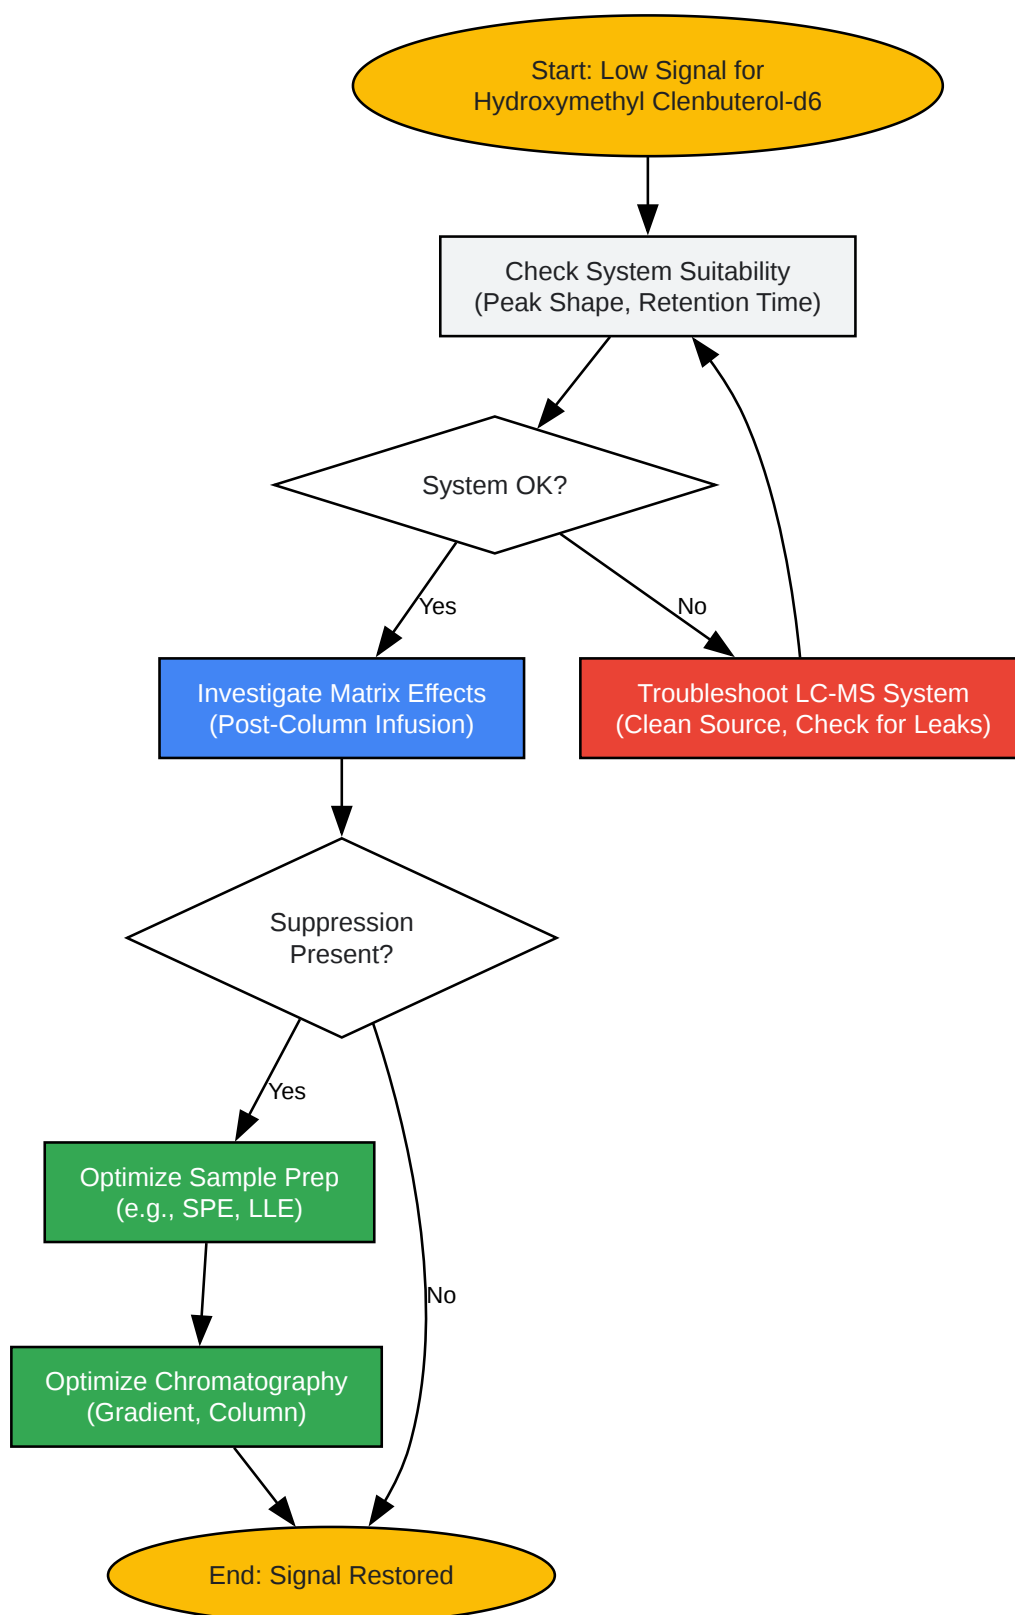 Start: Low Signal for
Hydroxymethyl Clenbuterol-d6
Check System Suitability
(Peak Shape, Retention Time)
System OK?
Yes
No
Investigate Matrix Effects
(Post-Column Infusion)
Troubleshoot LC-MS System
(Clean Source, Check for Leaks)
Suppression
Present?
Yes
Optimize Sample Prep
(e.g., SPE, LLE)
No
Optimize Chromatography
(Gradient, Column)
End: Signal Restored